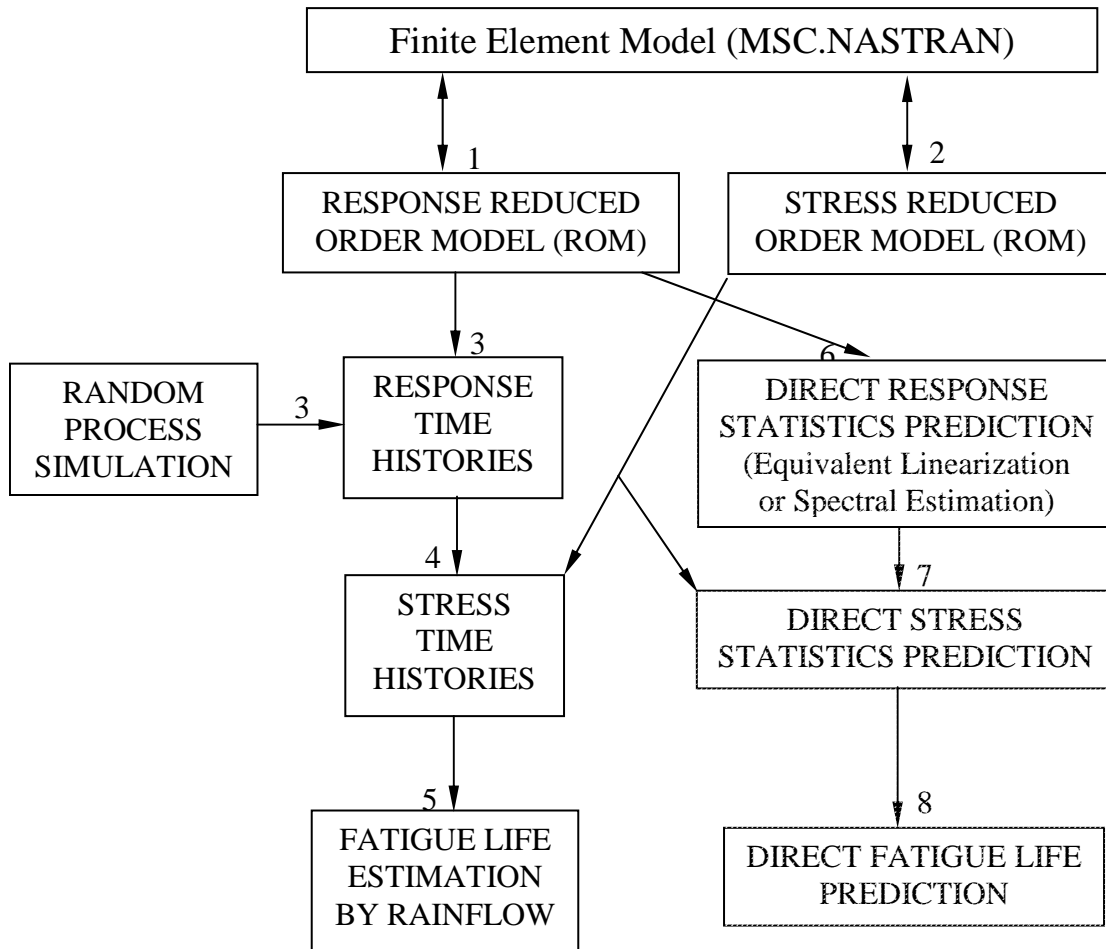 Finite Element Model (MSC.NASTRAN)
1
2
RESPONSE REDUCED
ORDER MODEL (ROM)
STRESS REDUCED
ORDER MODEL (ROM)
3
6
RANDOM
PROCESS
SIMULATION
3
RESPONSE
TIME
HISTORIES
DIRECT RESPONSE
STATISTICS PREDICTION
(Equivalent Linearization
or Spectral Estimation)
4
7
STRESS
TIME
HISTORIES
DIRECT STRESS
STATISTICS PREDICTION
5
8
FATIGUE LIFE
ESTIMATION
BY RAINFLOW
DIRECT FATIGUE LIFE
PREDICTION